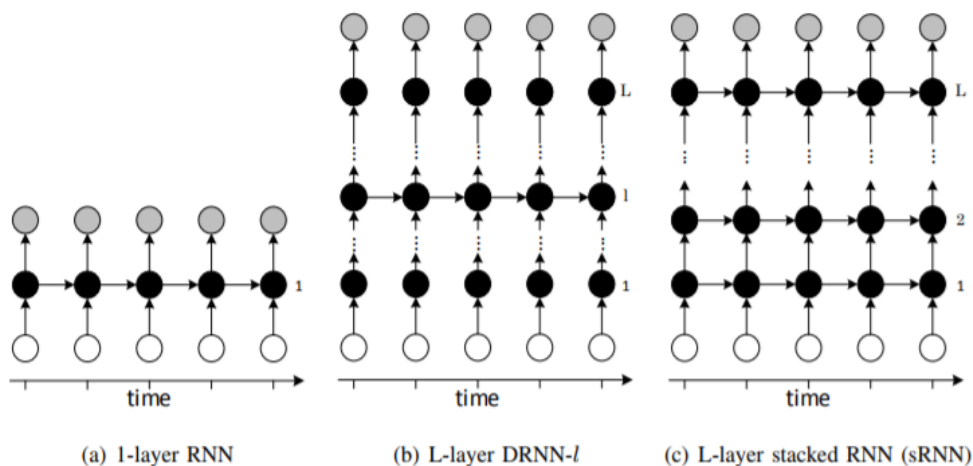 L
l
1
time
(b) L-layer DRNN-l
L
2
1
time
(c) L-layer stacked RNN (sRNN)
1
time
(a) 1-layer RNN